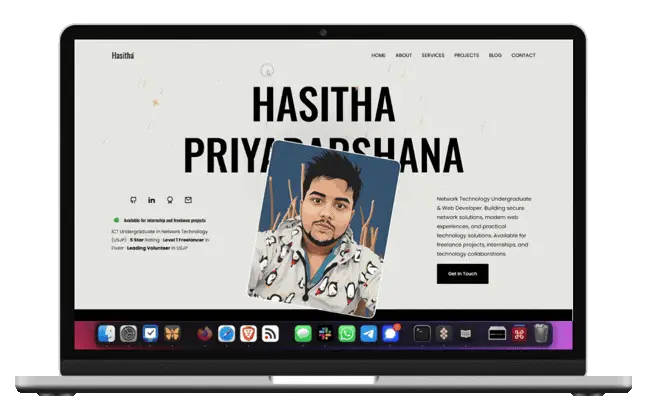 Hasitha
HOME ABOUT SERVICES PROJECTS BLOG CONTACT
HASITHA
PRIYADARSHANA
Available for internship and freelance projects
ICT Undergraduate in Network Technology
(USJP) · 5 Star Rating · Level 1 Freelancer in
Fiverr · Leading Volunteer in USJP
Network Technology Undergraduate
& Web Developer. Building secure
network solutions, modern web
experiences, and practical
technology solutions. Available for
freelance projects, internships, and
technology collaborations.
Get In Touch